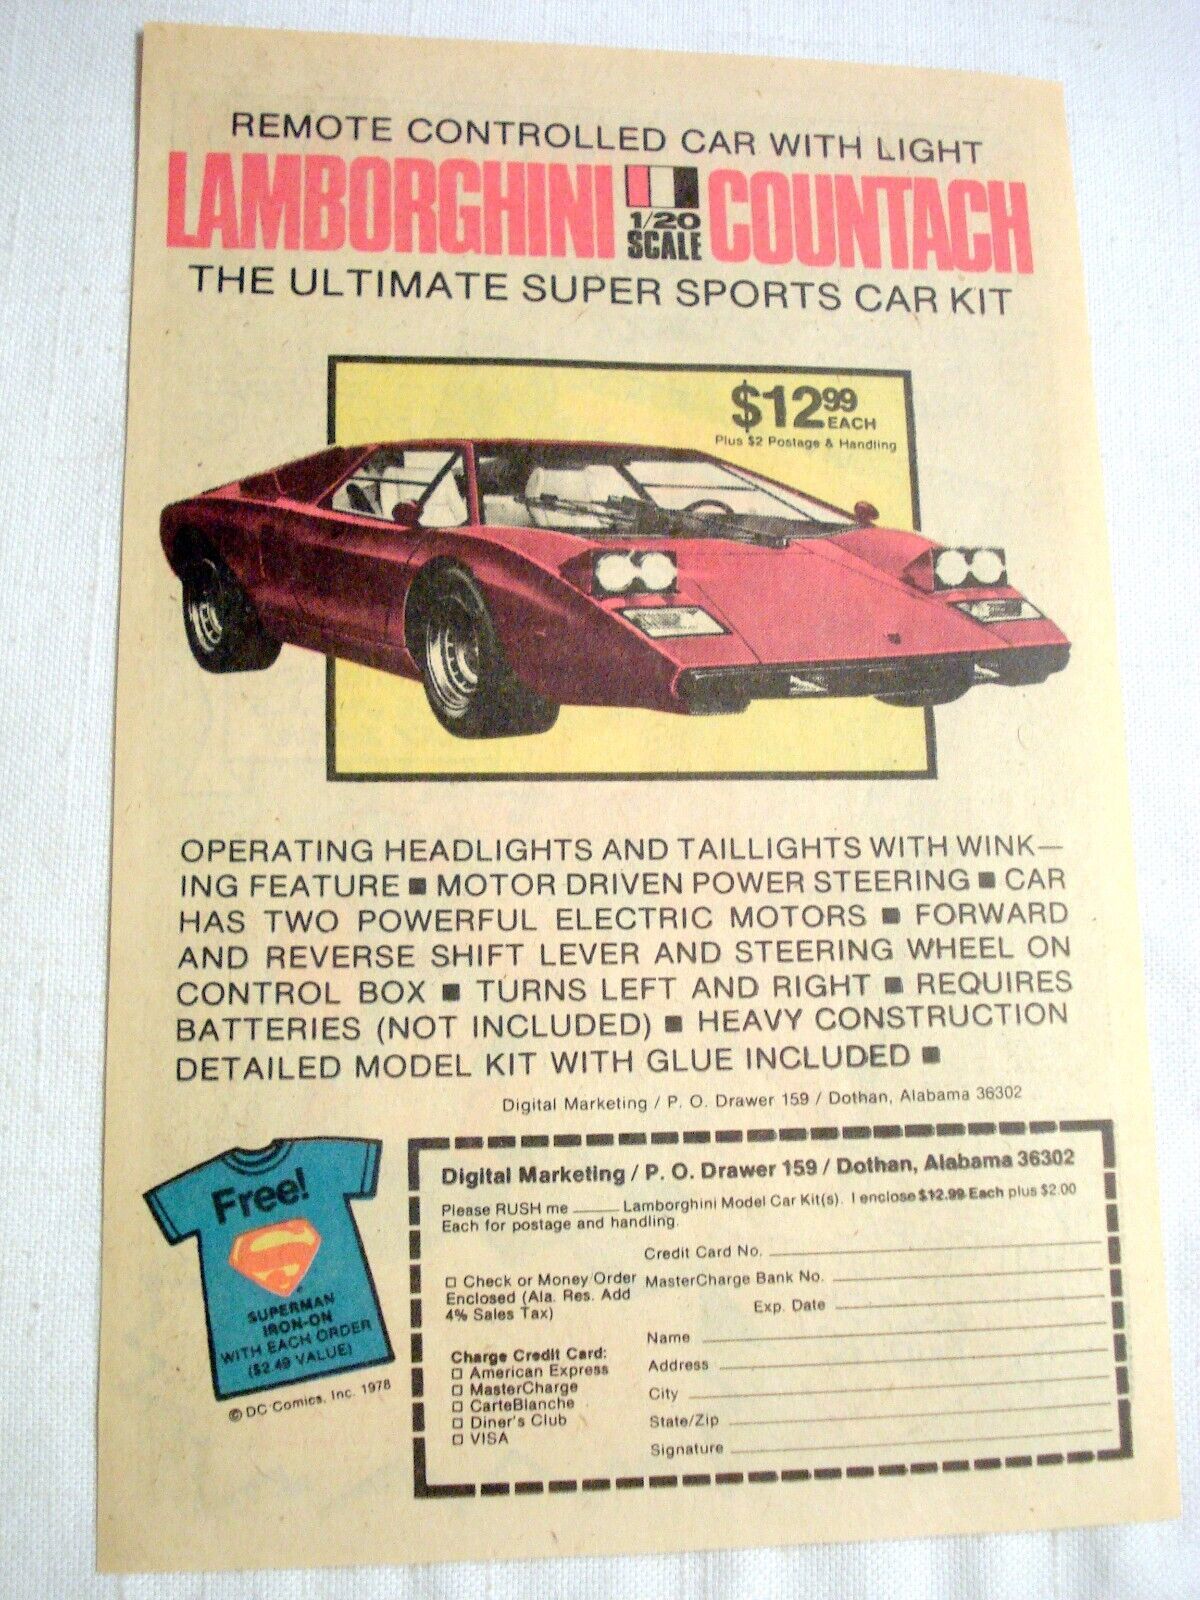 REMOTE CONTROLLED CAR WITH LIGHT
LAMBORGHINI 1/20 SCALE COUNTACH
THE ULTIMATE SUPER SPORTS CAR KIT
$12.99 EACH
Plus $2 Postage & Handling
OPERATING HEADLIGHTS AND TAILLIGHTS WITH WINK—
ING FEATURE ■ MOTOR DRIVEN POWER STEERING ■ CAR
HAS TWO POWERFUL ELECTRIC MOTORS ■ FORWARD
AND REVERSE SHIFT LEVER AND STEERING WHEEL ON
CONTROL BOX ■ TURNS LEFT AND RIGHT ■ REQUIRES
BATTERIES (NOT INCLUDED) ■ HEAVY CONSTRUCTION
DETAILED MODEL KIT WITH GLUE INCLUDED ■
Digital Marketing / P. O. Drawer 159 / Dothan, Alabama 36302
Free!
S
SUPERMAN
IRON-ON
WITH EACH ORDER
($2.49 VALUE)
© DC Comics, Inc. 1978
Digital Marketing / P. O. Drawer 159 / Dothan, Alabama 36302
Please RUSH me ____ Lamborghini Model Car Kit(s). I enclose $12.99 Each plus $2.00
Each for postage and handling.
Credit Card No.
□ Check or Money Order
Enclosed (Ala. Res. Add
4% Sales Tax)
MasterCharge Bank No.
Exp. Date
Name
Address
City
State/Zip
Signature
Charge Credit Card:
□ American Express
□ MasterCharge
□ CarteBlanche
□ Diner's Club
□ VISA